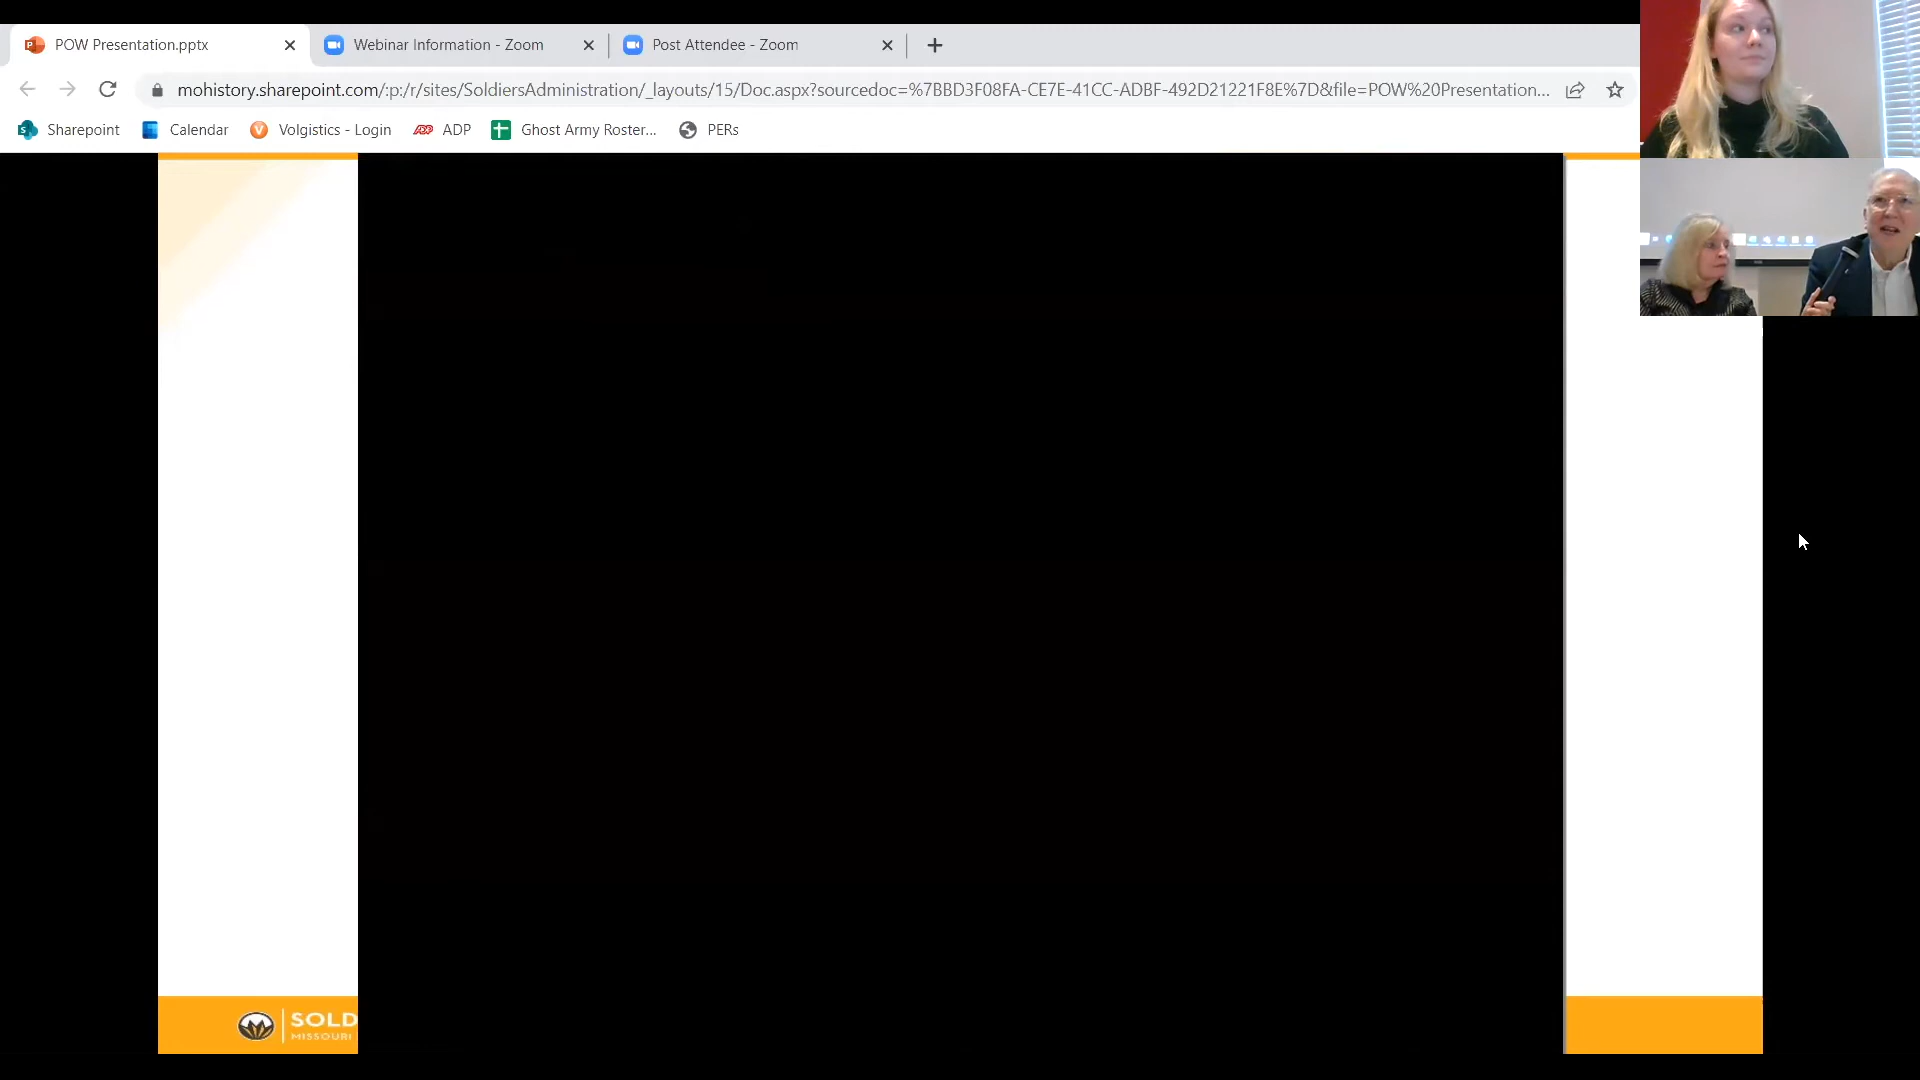 POW Presentation.pptx
Webinar Information - Zoom
Post Attendee - Zoom
mohistory.sharepoint.com/:p:/r/sites/SoldiersAdministration/_layouts/15/Doc.aspx?sourcedoc=%7BBD3F08FA-CE7E-41CC-ADBF-492D21221F8E%7D&file=POW%20Presentation...
Sharepoint
Calendar
Volgistics - Login
ADP
Ghost Army Roster...
PERs
SOLD
MISSOURI